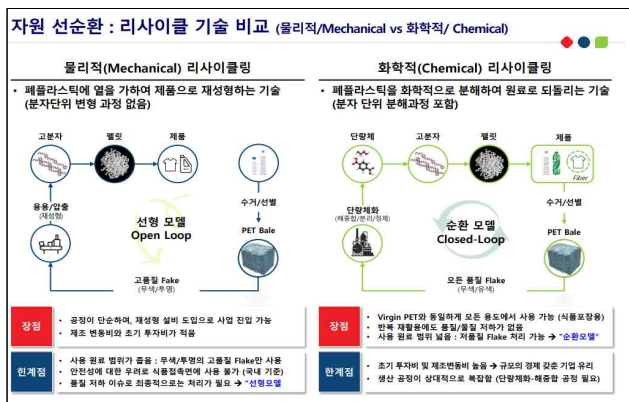 자원 선순환 : 리사이클 기술 비교 (물리적/Mechanical vs 화학적/ Chemical)
물리적(Mechanical) 리사이클링
• 폐플라스틱에 열을 가하여 제품으로 재성형하는 기술
(분자단위 변형 과정 없음)
고분자
펠릿
제품
용융/압출
(재성형)
선형 모델
Open Loop
수거/선별
PET Bale
고품질 Flake
(무색/투명)
장점
• 공정이 단순하여, 재성형 설비 도입으로 사업 진입 가능
• 제조 변동비와 초기 투자비가 적음
한계점
• 사용 원료 범위가 좁음 : 무색/투명의 고품질 Flake만 사용
• 안전성에 대한 우려로 식품접촉면에 사용 불가 (국내 기준)
• 품질 저하 이슈로 최종적으로는 처리가 필요 → "선형모델
화학적(Chemical) 리사이클링
• 폐플라스틱을 화학적으로 분해하여 원료로 되돌리는 기술
(분자 단위 분해과정 포함)
단량체
고분자
펠릿
제품
Fiber
단량체화
(해중합/분리/정제)
순환 모델
Closed-Loop
수거/선별
PET Bale
모든 품질 Flake
(무색/유색)
장점
• Virgin PET와 동일하게 모든 용도에서 사용 가능 (식품포장용)
• 반복 재활용에도 품질/물질 저하가 없음
• 사용 원료 범위 넓음 : 저품질 Flake 처리 가능 → "순환모델"
한계점
• 초기 투자비 및 제조변동비 높음 → 규모의 경제 갖춘 기업 유리
• 생산 공정이 상대적으로 복잡함 (단량체화-해중합 공정 필요)